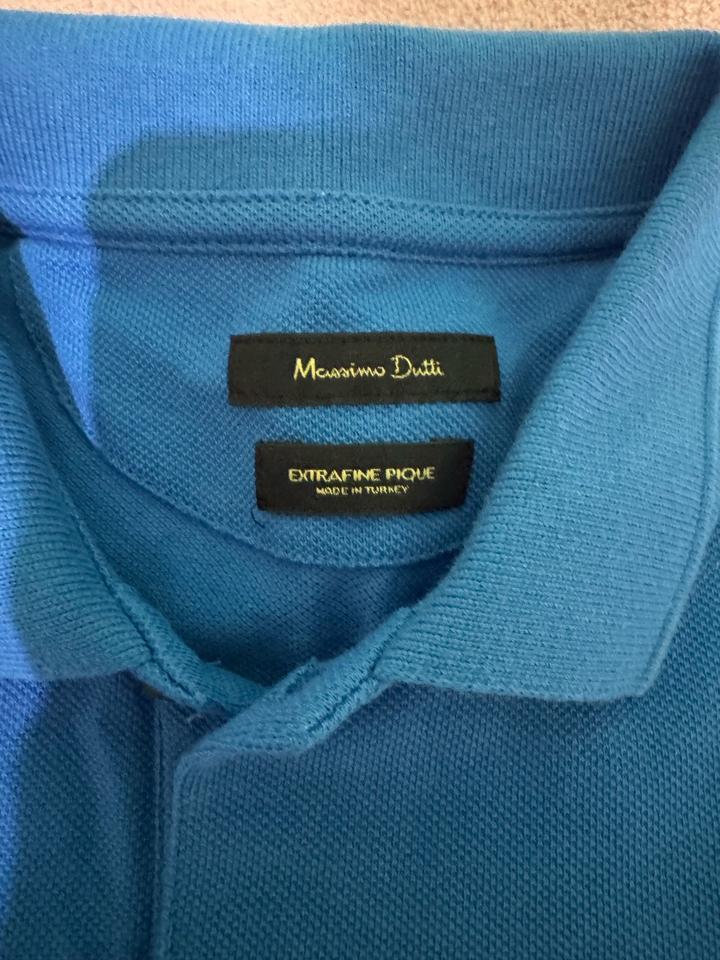 Massimo Dutti
EXTRAFINE PIQUE
MADE IN TURKEY